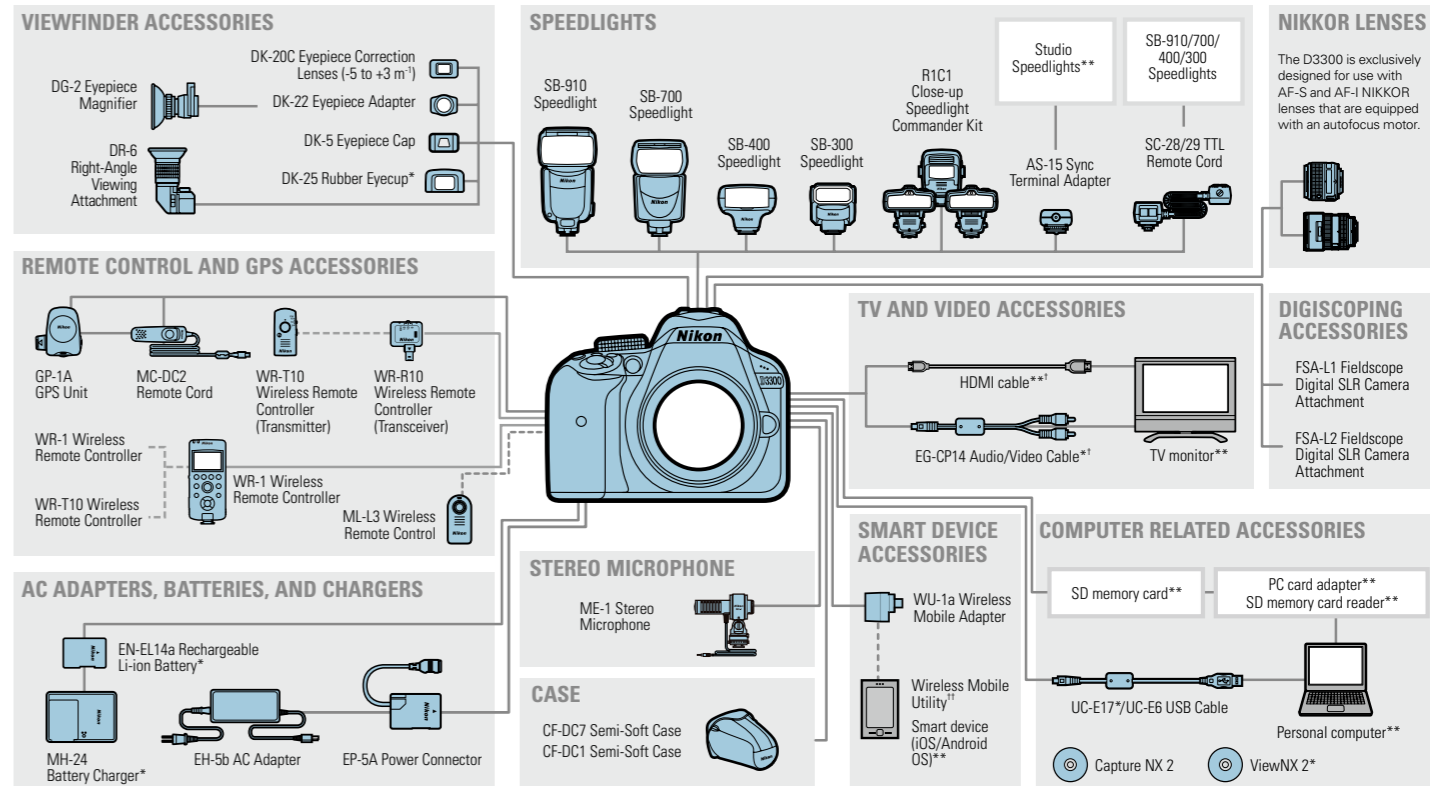 VIEWFINDER ACCESSORIES
DK-20C Eyepiece Correction
Lenses (-5 to +3 m⁻¹)
DG-2 Eyepiece
Magnifier
DK-22 Eyepiece Adapter
DK-5 Eyepiece Cap
DR-6
Right-Angle
Viewing
Attachment
DK-25 Rubber Eyecup*
SPEEDLIGHTS
SB-910
Speedlight
SB-700
Speedlight
SB-400
Speedlight
SB-300
Speedlight
R1C1
Close-up
Speedlight
Commander Kit
Studio
Speedlights**
AS-15 Sync
Terminal Adapter
SB-910/700/
400/300
Speedlights
SC-28/29 TTL
Remote Cord
NIKKOR LENSES
The D3300 is exclusively
designed for use with
AF-S and AF-I NIKKOR
lenses that are equipped
with an autofocus motor.
REMOTE CONTROL AND GPS ACCESSORIES
GP-1A
GPS Unit
MC-DC2
Remote Cord
WR-T10
Wireless Remote
Controller
(Transmitter)
WR-R10
Wireless Remote
Controller
(Transceiver)
WR-1 Wireless
Remote Controller
WR-T10 Wireless
Remote Controller
WR-1 Wireless
Remote Controller
ML-L3 Wireless
Remote Control
Nikon
D3300
TV AND VIDEO ACCESSORIES
HDMI cable**†
EG-CP14 Audio/Video Cable*†
TV monitor**
DIGISCOPING
ACCESSORIES
FSA-L1 Fieldscope
Digital SLR Camera
Attachment
FSA-L2 Fieldscope
Digital SLR Camera
Attachment
AC ADAPTERS, BATTERIES, AND CHARGERS
EN-EL14a Rechargeable
Li-ion Battery*
MH-24
Battery Charger*
EH-5b AC Adapter
EP-5A Power Connector
STEREO MICROPHONE
ME-1 Stereo
Microphone
CASE
CF-DC7 Semi-Soft Case
CF-DC1 Semi-Soft Case
SMART DEVICE
ACCESSORIES
WU-1a Wireless
Mobile Adapter
Wireless Mobile
Utility††
Smart device
(iOS/Android
OS)**
COMPUTER RELATED ACCESSORIES
SD memory card**
PC card adapter**
SD memory card reader**
UC-E17*/UC-E6 USB Cable
Personal computer**
Capture NX 2
ViewNX 2*